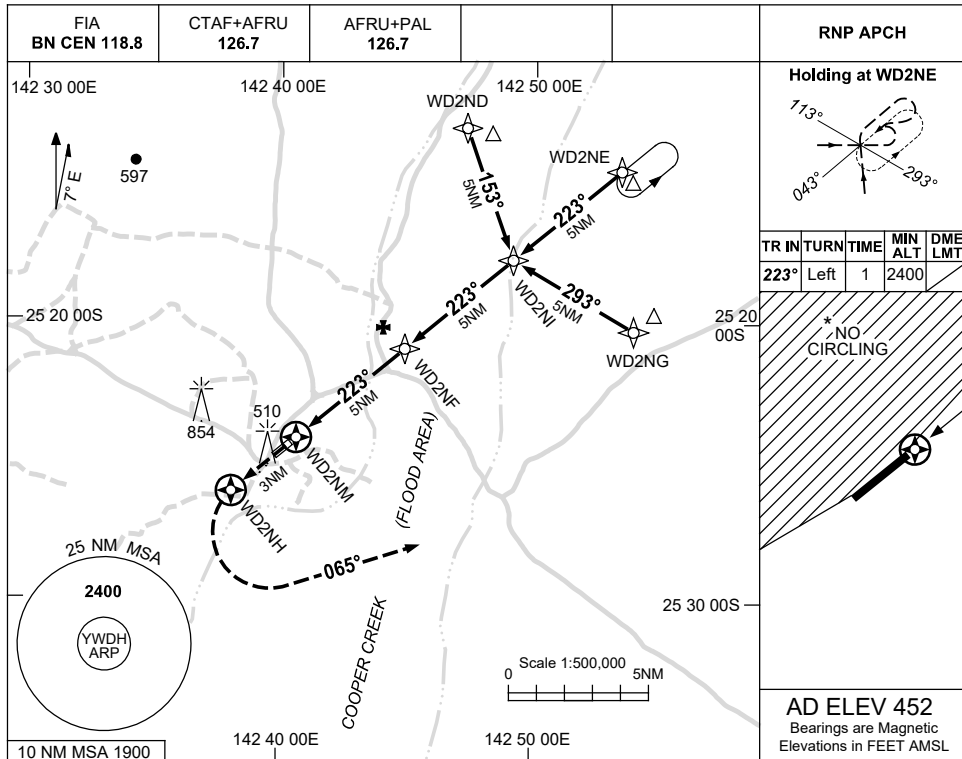 FIA
BN CEN 118.8
CTAF+AFRU
126.7
AFRU+PAL
126.7
RNP APCH
142 30 00E
142 40 00E
142 50 00E
Holding at WD2NE
113°
043°
293°
TR IN TURN TIME MIN ALT DME LMT
223° Left 1 2400
WD2ND
WD2NE
597
7° E
153°
5NM
223°
5NM
WD2NI
293°
5NM
WD2NG
223°
5NM
25 20 00S
25 20
00S
WD2NF
223°
5NM
*NO
CIRCLING
854
510
WD2NM
3NM
WD2NH
(FLOOD AREA)
065°
25 NM MSA
2400
YWDH
ARP
25 30 00S
COOPER CREEK
Scale 1:500,000
0 5NM
10 NM MSA 1900
142 40 00E
142 50 00E
AD ELEV 452
Bearings are Magnetic
Elevations in FEET AMSL